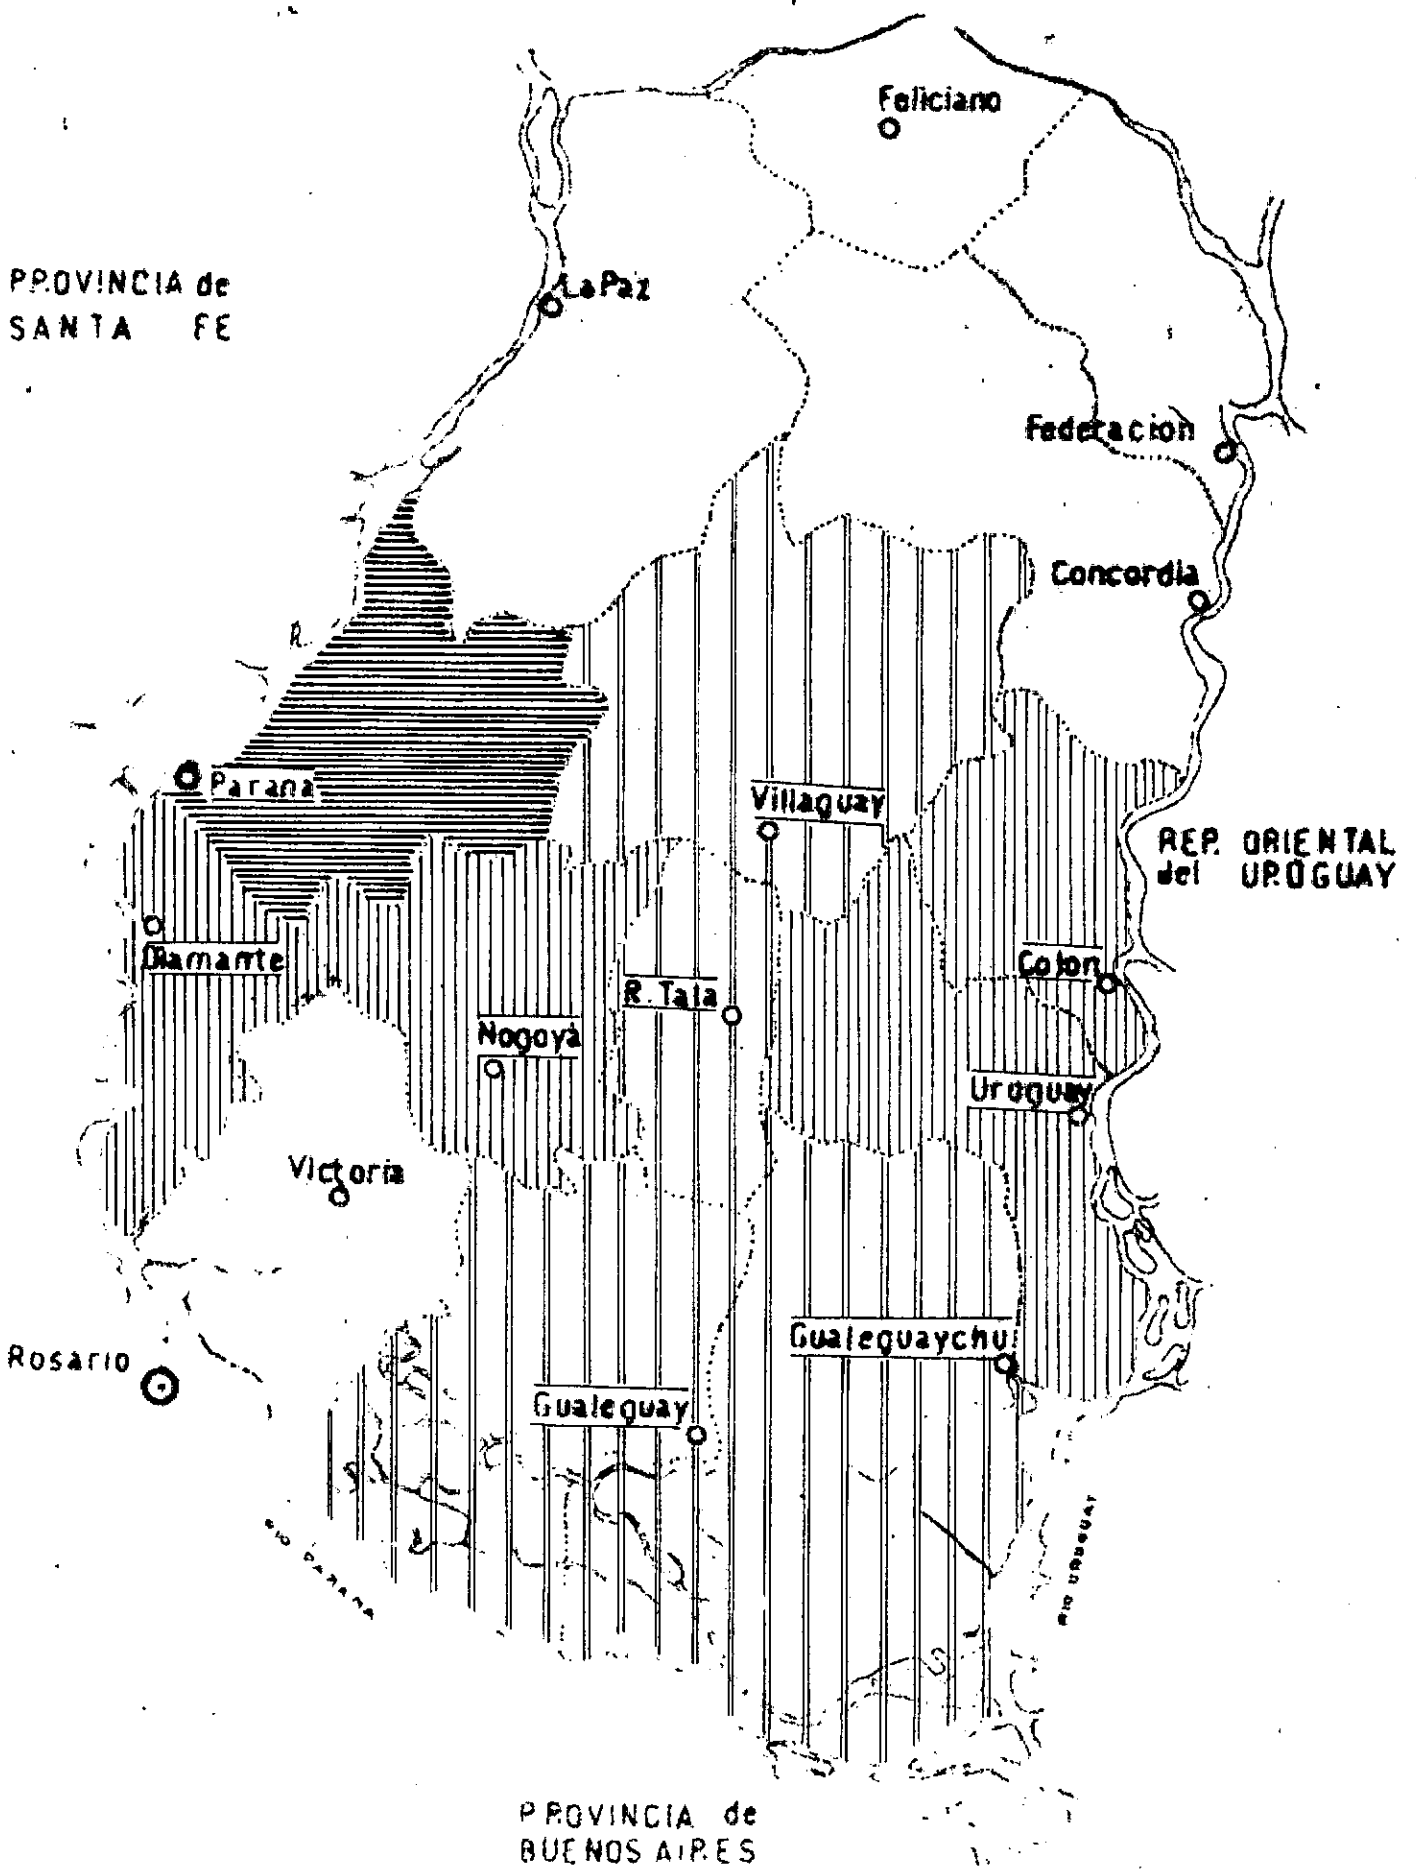 Feliciano
PROVINCIA de
SANTA FE
La Paz
Federacion
Concordia
R.
Parana
Villaguay
REP. ORIENTAL
del URUGUAY
Diamante
Colon
R. Tala
Nogoyà
Uruguay
Victoria
Gualeguaychu
Rosario
Gualeguay
RIO PARANA
RIO URUGUAY
PROVINCIA de
BUENOS AIRES